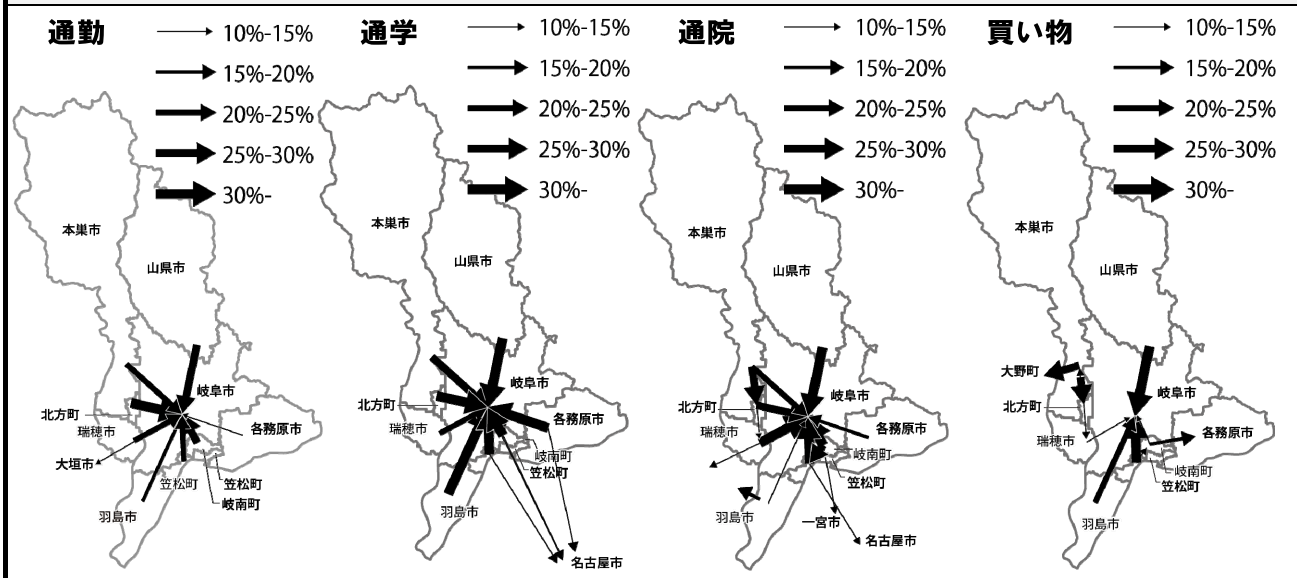 通勤
10%-15%
15%-20%
20%-25%
25%-30%
30%-
本巣市
山県市
岐阜市
北方町
瑞穂市
各務原市
大垣市
笠松町
笠松町
岐南町
羽島市
通学
10%-15%
15%-20%
20%-25%
25%-30%
30%-
本巣市
山県市
岐阜市
北方町
瑞穂市
各務原市
岐南町
笠松町
羽島市
名古屋市
通院
10%-15%
15%-20%
20%-25%
25%-30%
30%-
本巣市
山県市
岐阜市
北方町
瑞穂市
各務原市
岐南町
笠松町
羽島市
一宮市
名古屋市
買い物
10%-15%
15%-20%
20%-25%
25%-30%
30%-
本巣市
山県市
大野町
岐阜市
北方町
瑞穂市
各務原市
岐南町
笠松町
羽島市